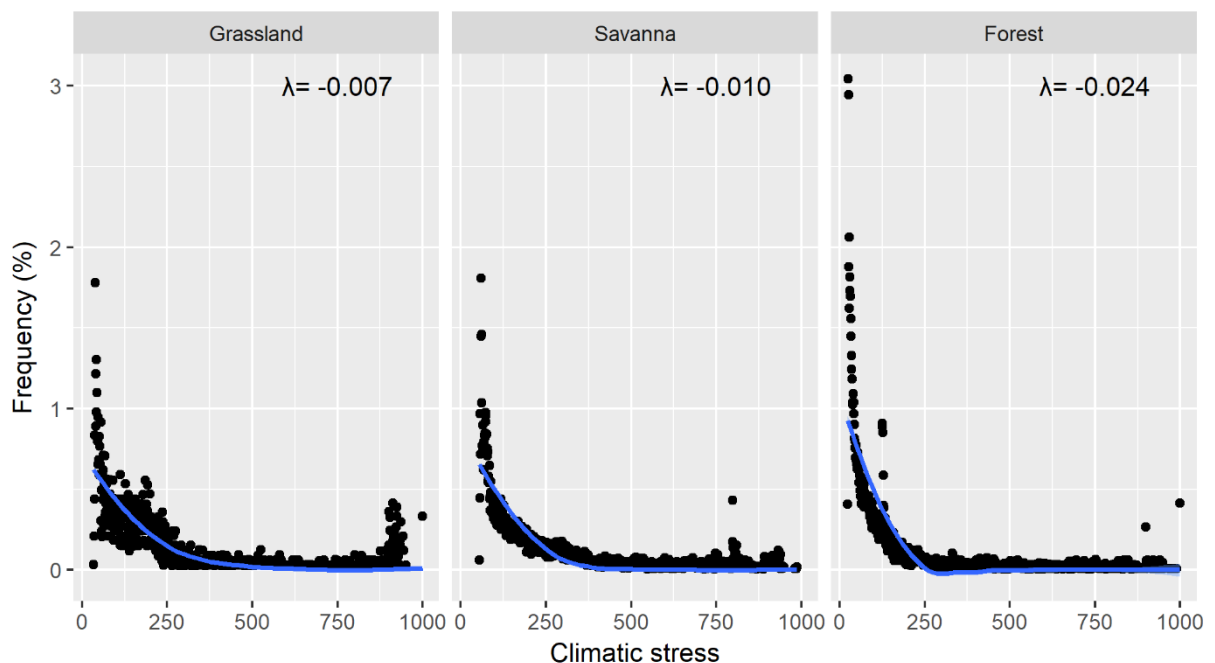 Grassland Savanna Forest
λ= -0.007 λ= -0.010 λ= -0.024
3
2
1
0
Frequency (%)
0 250 500 750 1000 0 250 500 750 1000 0 250 500 750 1000
Climatic stress